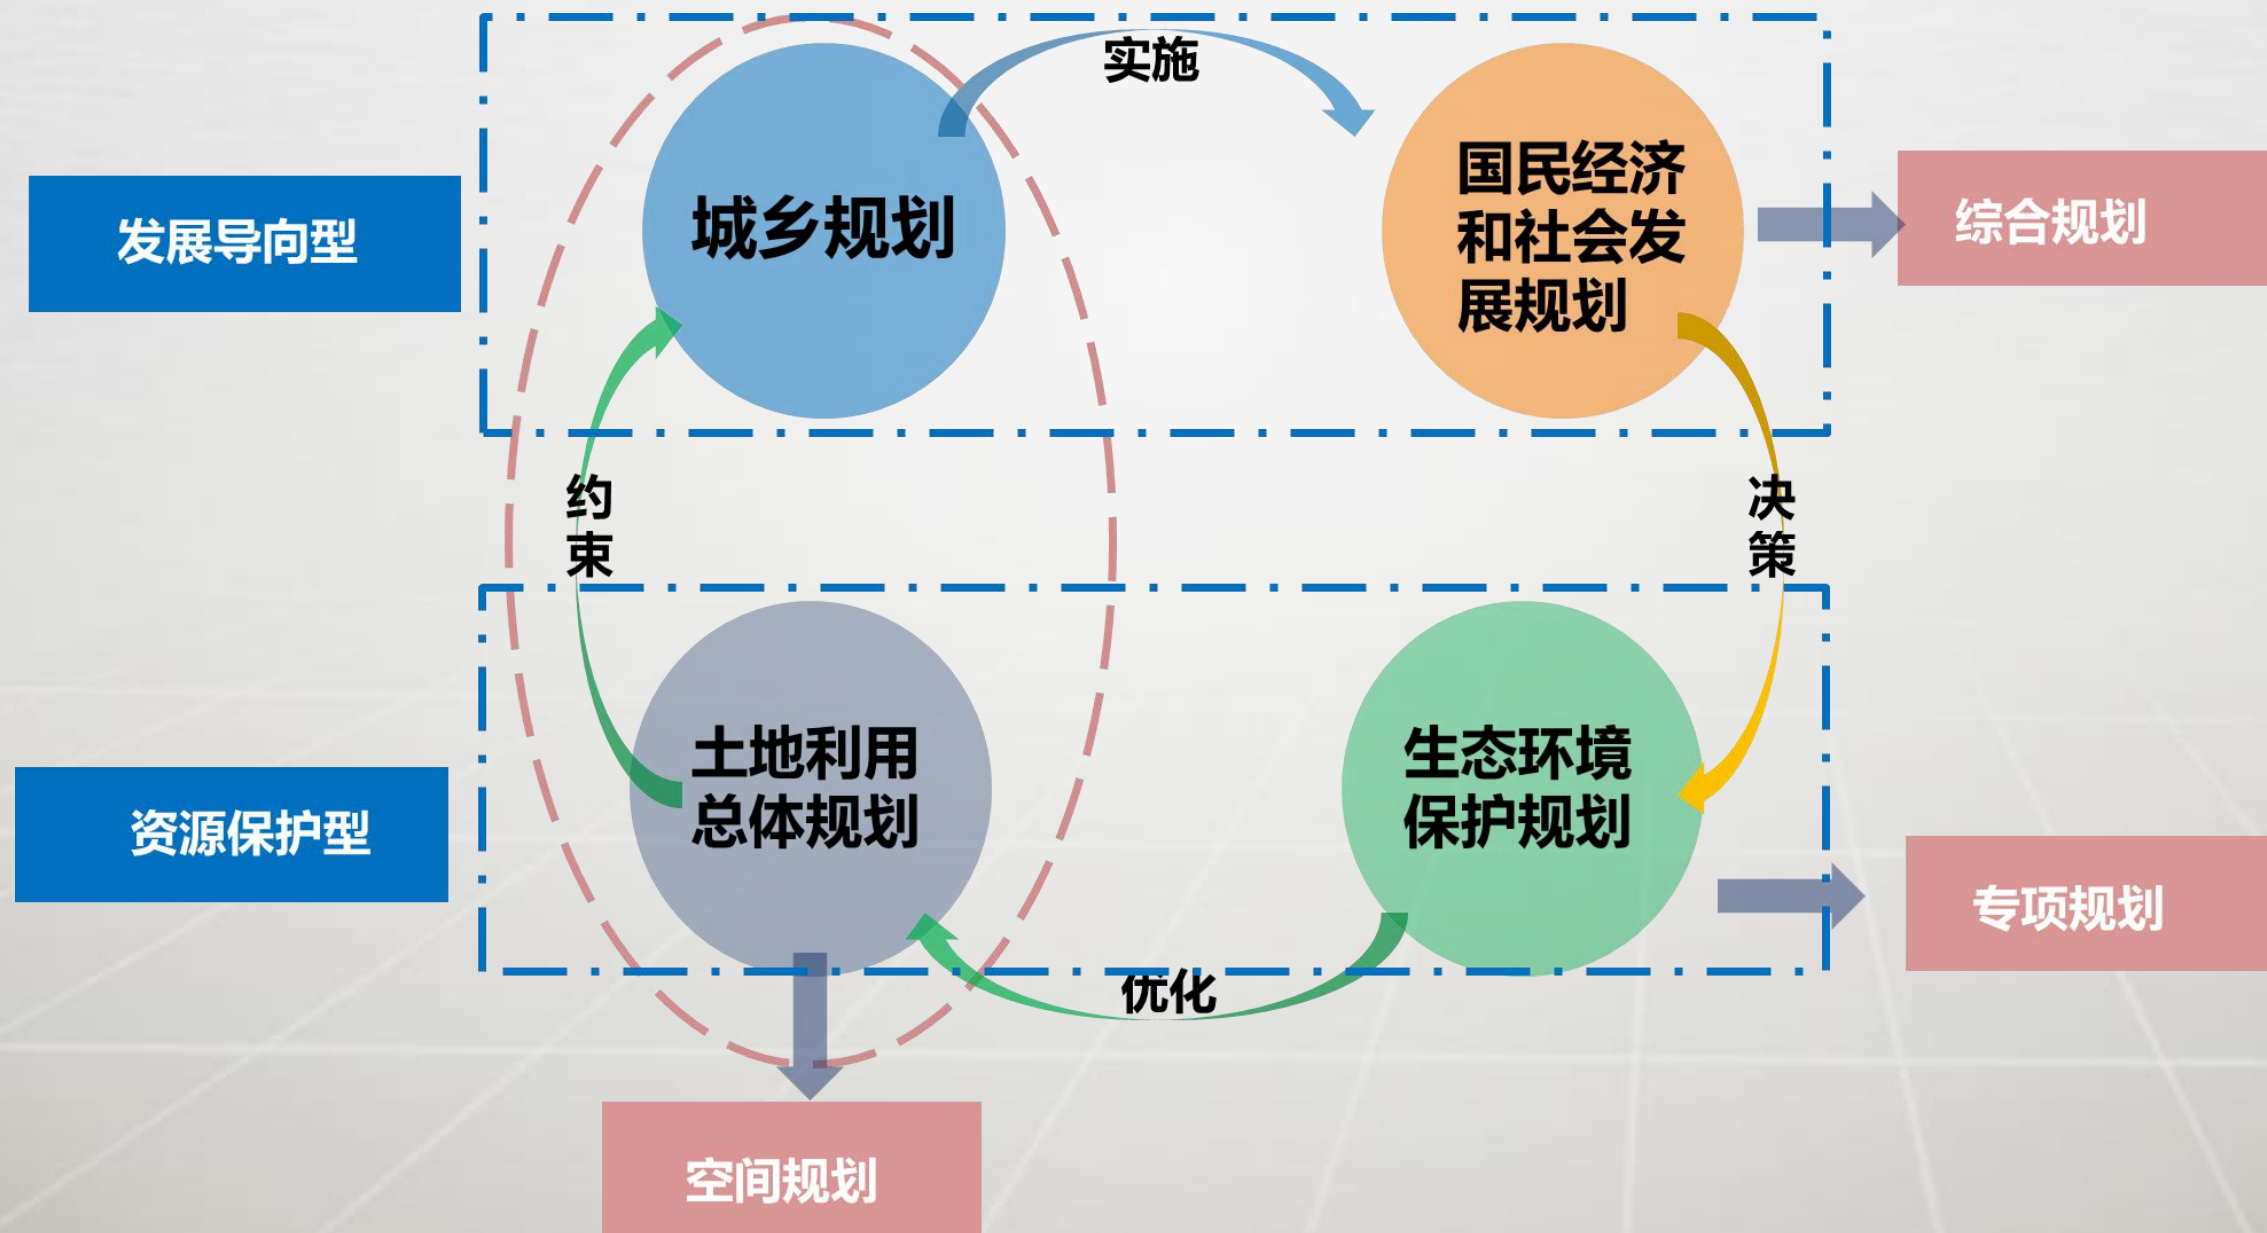 实施
发展导向型
城乡规划
国民经济
和社会发
展规划
综合规划
约
束
决
策
资源保护型
土地利用
总体规划
生态环境
保护规划
专项规划
优化
空间规划